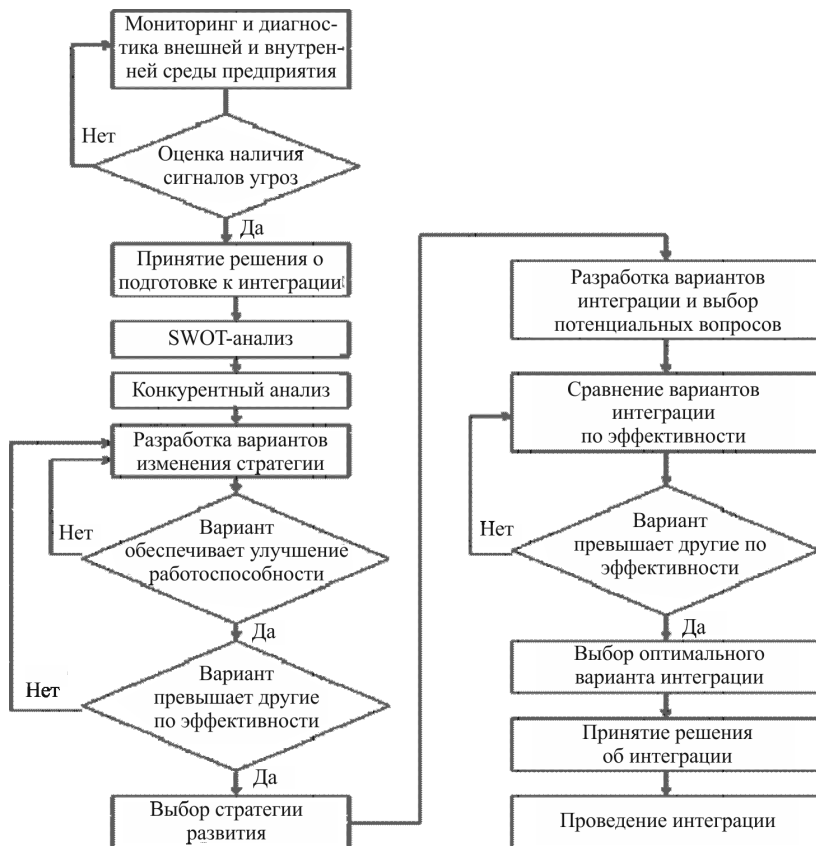 Мониторинг и диагнос-
тика внешней и внутрен-
ней среды предприятия
Нет
Оценка наличия
сигналов угроз
Да
Принятие решения о
подготовке к интеграции
SWOT-анализ
Конкурентный анализ
Разработка вариантов
изменения стратегии
Нет
Вариант
обеспечивает улучшение
работоспособности
Да
Нет
Вариант
превышает другие
по эффективности
Да
Выбор стратегии
развития
Разработка вариантов
интеграции и выбор
потенциальных вопросов
Сравнение вариантов
интеграции
по эффективности
Нет
Вариант
превышает другие по
эффективности
Да
Выбор оптимального
варианта интеграции
Принятие решения
об интеграции
Проведение интеграции